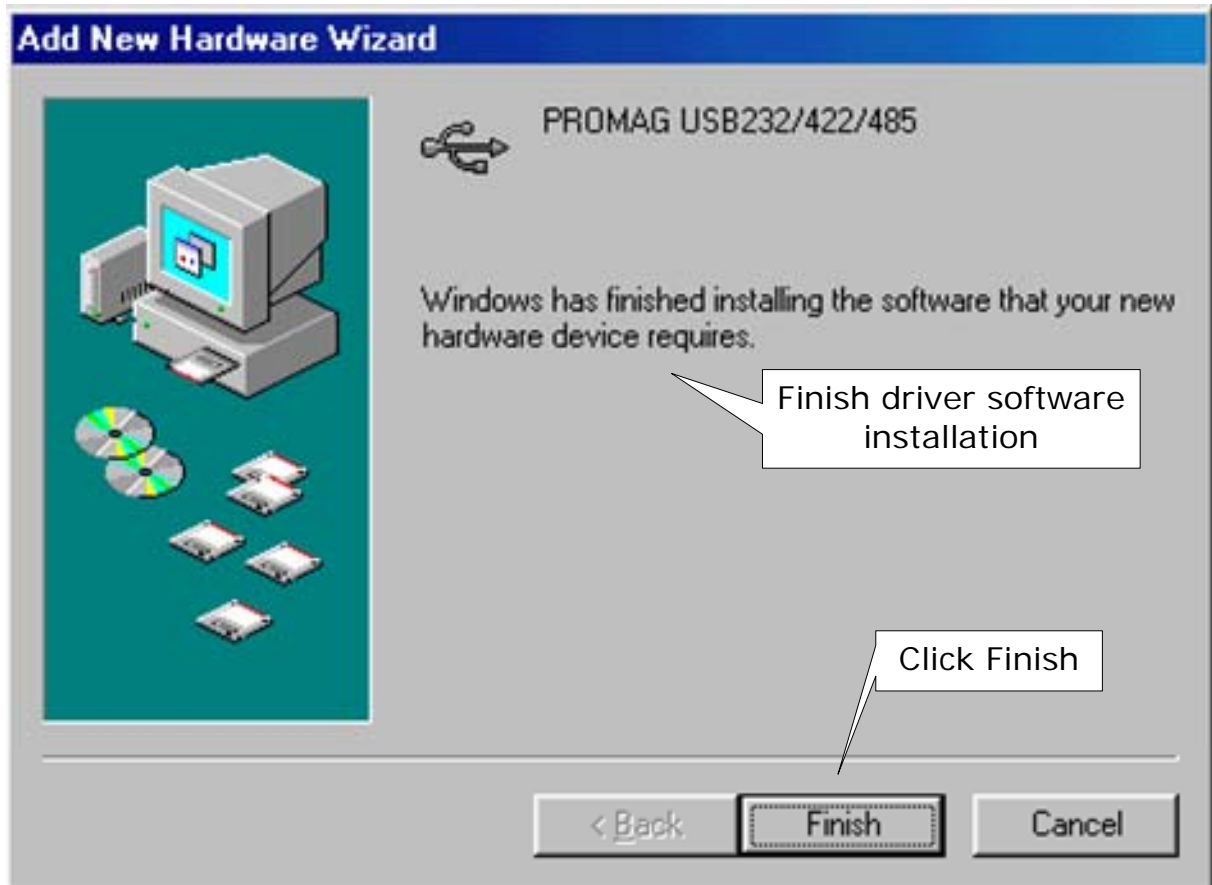 Add New Hardware Wizard
PROMAG USB232/422/485
Windows has finished installing the software that your new
hardware device requires.
Finish driver software
installation
Click Finish
< Back
Finish
Cancel